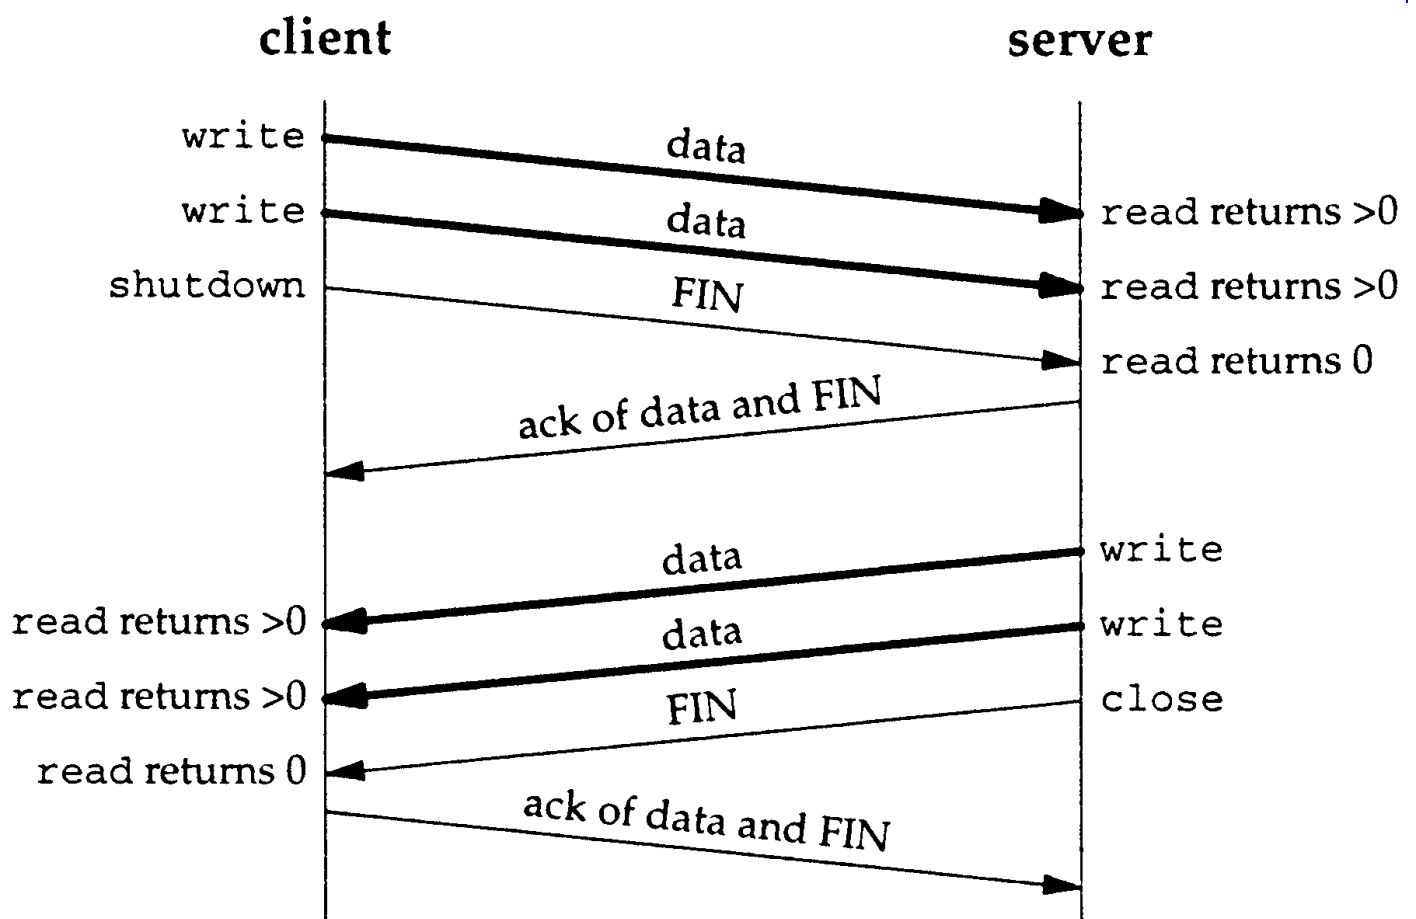 client server
write data
write data read returns >0
shutdown FIN read returns >0
read returns 0
ack of data and FIN
data write
read returns >0 data write
read returns >0 FIN close
read returns 0
ack of data and FIN